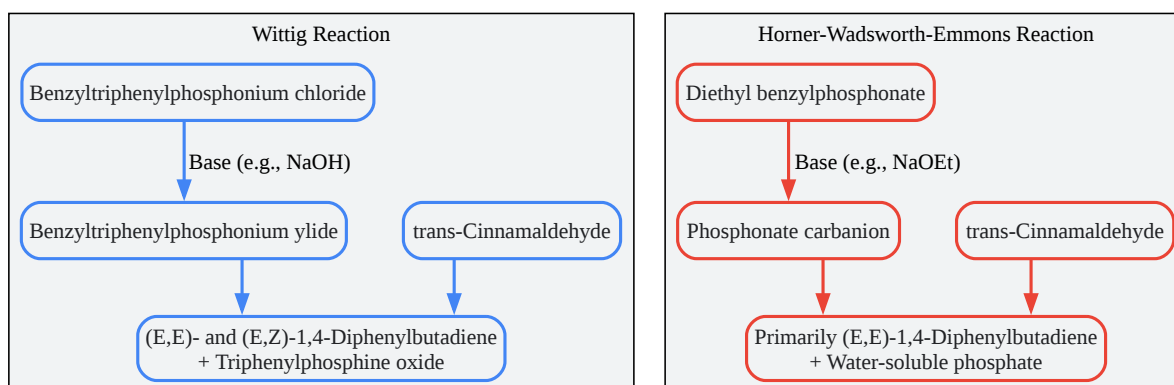 Wittig Reaction
Benzyltriphenylphosphonium chloride
Base (e.g., NaOH)
Benzyltriphenylphosphonium ylide
trans-Cinnamaldehyde
(E,E)- and (E,Z)-1,4-Diphenylbutadiene
+ Triphenylphosphine oxide
Horner-Wadsworth-Emmons Reaction
Diethyl benzylphosphonate
Base (e.g., NaOEt)
Phosphonate carbanion
trans-Cinnamaldehyde
Primarily (E,E)-1,4-Diphenylbutadiene
+ Water-soluble phosphate